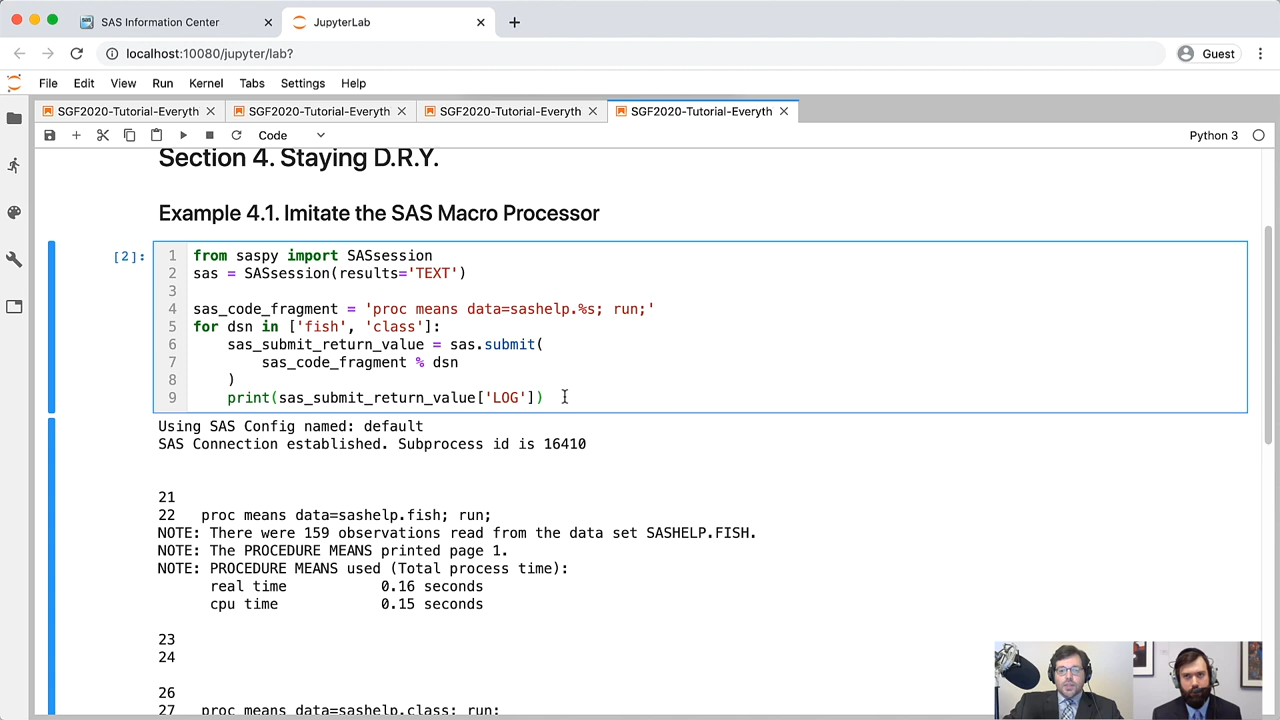 SAS Information Center
JupyterLab
localhost:10080/jupyter/lab?
Guest
File Edit View Run Kernel Tabs Settings Help
SGF2020-Tutorial-Everyth SGF2020-Tutorial-Everyth SGF2020-Tutorial-Everyth SGF2020-Tutorial-Everyth
Code
Python 3
Section 4. Staying D.R.Y.
Example 4.1. Imitate the SAS Macro Processor
[2]:
1 from saspy import SASsession
2 sas = SASsession(results='TEXT')
3
4 sas_code_fragment = 'proc means data=sashelp.%s; run;'
5 for dsn in ['fish', 'class']:
6     sas_submit_return_value = sas.submit(
7         sas_code_fragment % dsn
8     )
9     print(sas_submit_return_value['LOG'])
Using SAS Config named: default
SAS Connection established. Subprocess id is 16410
21
22   proc means data=sashelp.fish; run;
NOTE: There were 159 observations read from the data set SASHELP.FISH.
NOTE: The PROCEDURE MEANS printed page 1.
NOTE: PROCEDURE MEANS used (Total process time):
      real time           0.16 seconds
      cpu time            0.15 seconds
23
24
26
27   proc means data=sashelp.class; run;